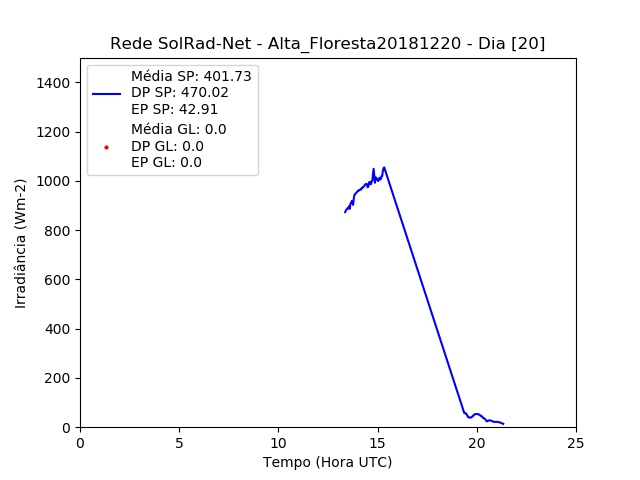 Rede SolRad-Net - Alta_Floresta20181220 - Dia [20]
Média SP: 401.73
DP SP: 470.02
EP SP: 42.91
Média GL: 0.0
DP GL: 0.0
EP GL: 0.0
Irradiância (Wm-2)
1400
1200
1000
800
600
400
200
0
0 5 10 15 20 25
Tempo (Hora UTC)